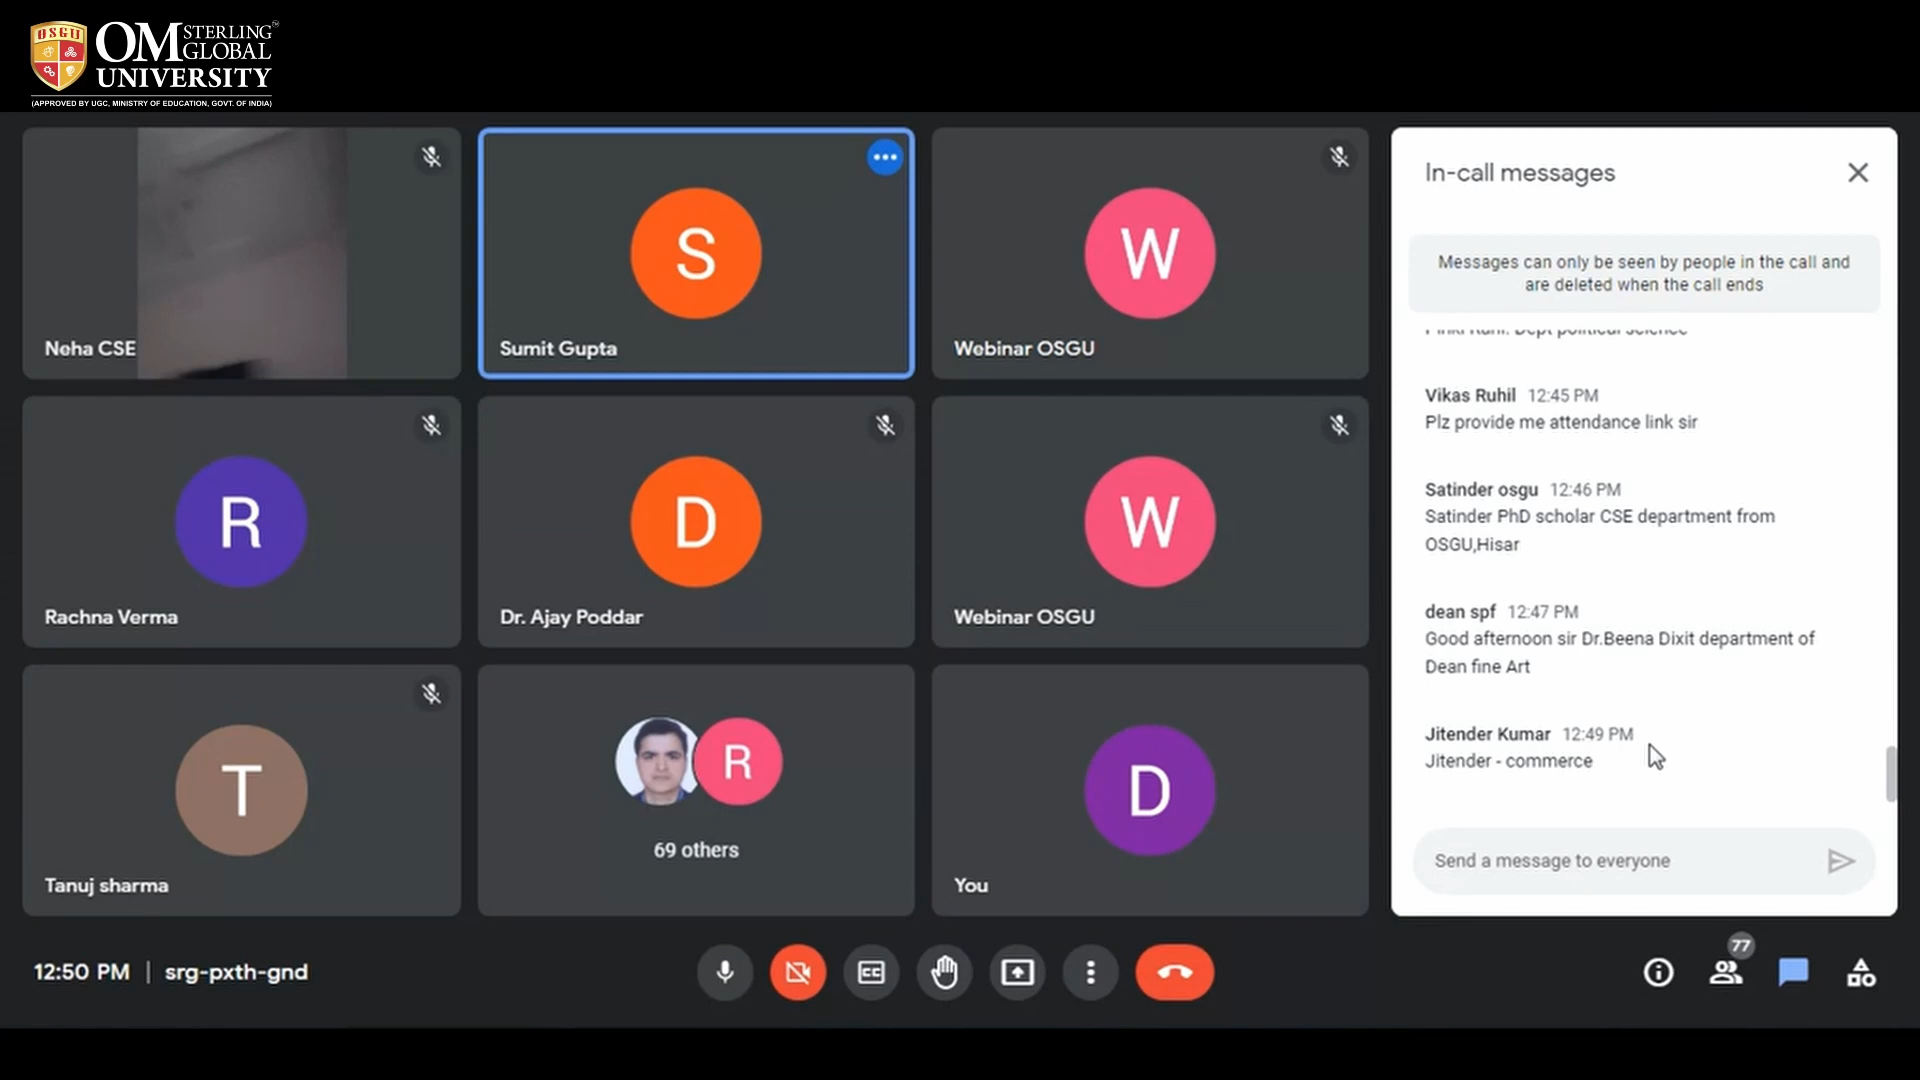 OSGU
OM STERLING GLOBAL
UNIVERSITY
(APPROVED BY UGC, MINISTRY OF EDUCATION, GOVT. OF INDIA)
Neha CSE
S
Sumit Gupta
W
Webinar OSGU
R
Rachna Verma
D
Dr. Ajay Poddar
W
Webinar OSGU
T
Tanuj sharma
R
69 others
D
You
In-call messages
Messages can only be seen by people in the call and
are deleted when the call ends
Dept political science
Vikas Ruhil 12:45 PM
Plz provide me attendance link sir
Satinder osgu 12:46 PM
Satinder PhD scholar CSE department from
OSGU,Hisar
dean spf 12:47 PM
Good afternoon sir Dr.Beena Dixit department of
Dean fine Art
Jitender Kumar 12:49 PM
Jitender - commerce
Send a message to everyone
12:50 PM | srg-pxth-gnd
CC
77